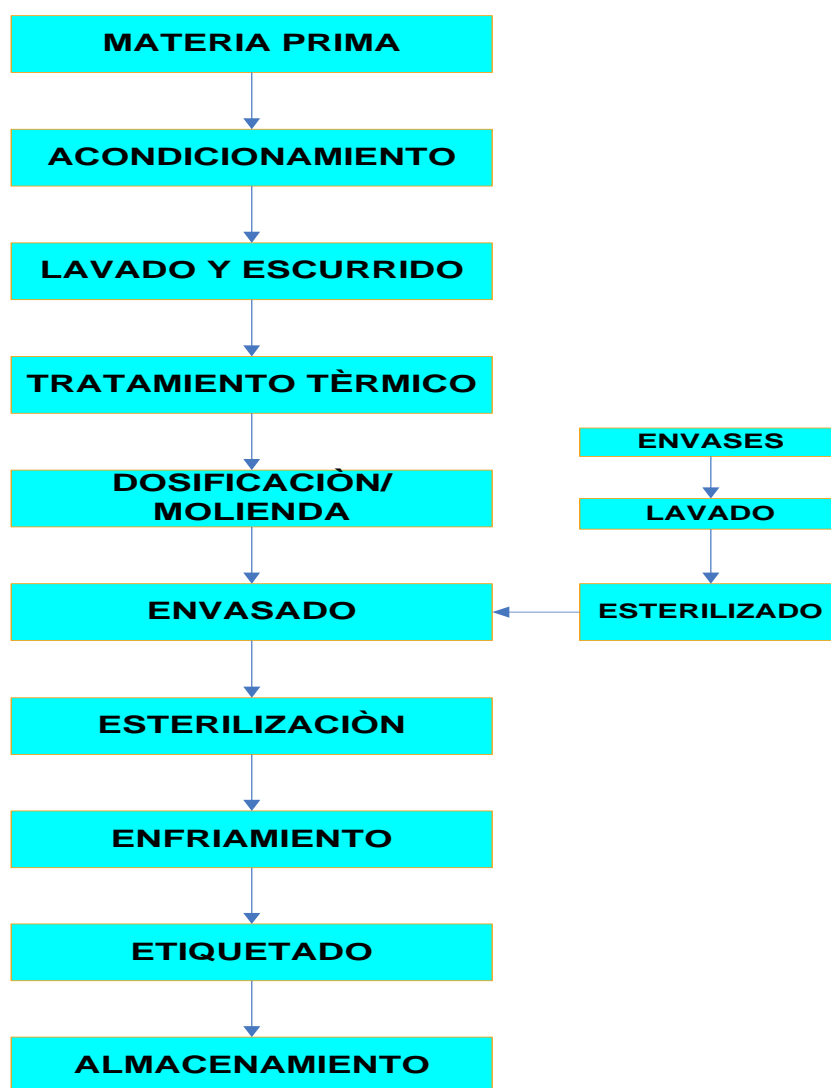 MATERIA PRIMA
ACONDICIONAMIENTO
LAVADO Y ESCURRIDO
TRATAMIENTO TÈRMICO
DOSIFICACIÒN/
MOLIENDA
ENVASADO
ESTERILIZACIÒN
ENFRIAMIENTO
ETIQUETADO
ALMACENAMIENTO
ENVASES
LAVADO
ESTERILIZADO